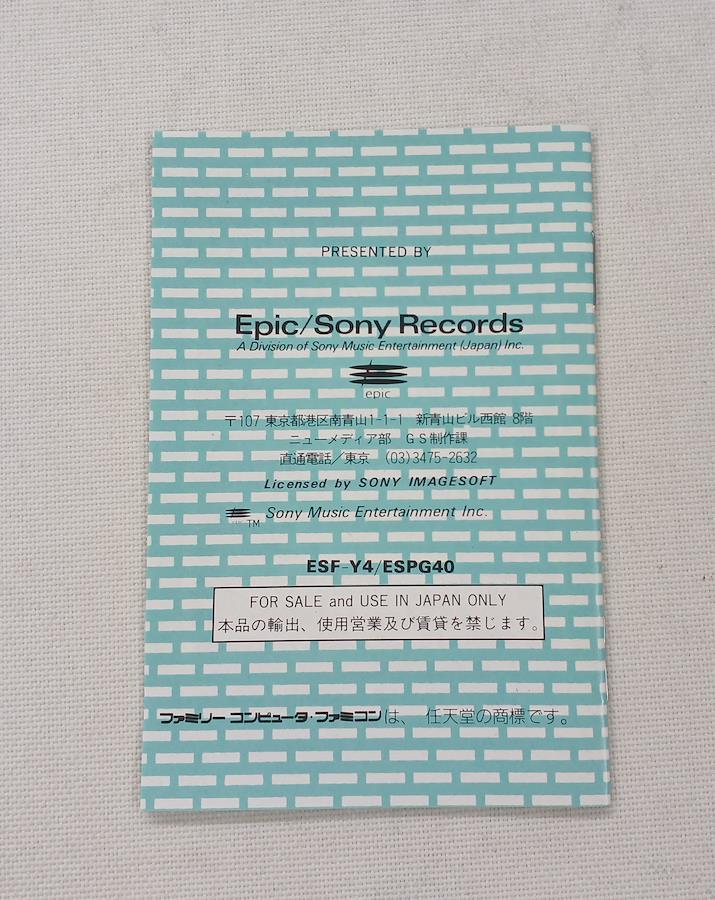 PRESENTED BY
Epic/Sony Records
A Division of Sony Music Entertainment (Japan) Inc.
epic
〒107 東京都港区南青山1-1-1 新青山ビル西館 8階
ニューメディア部 GS制作課
直通電話／東京 (03)3475-2632
Licensed by SONY IMAGESOFT
TM Sony Music Entertainment Inc.
ESF-Y4/ESPG40
FOR SALE and USE IN JAPAN ONLY
本品の輸出、使用営業及び賃貸を禁じます。
ファミリーコンピュータ・ファミコンは、 任天堂の商標です。